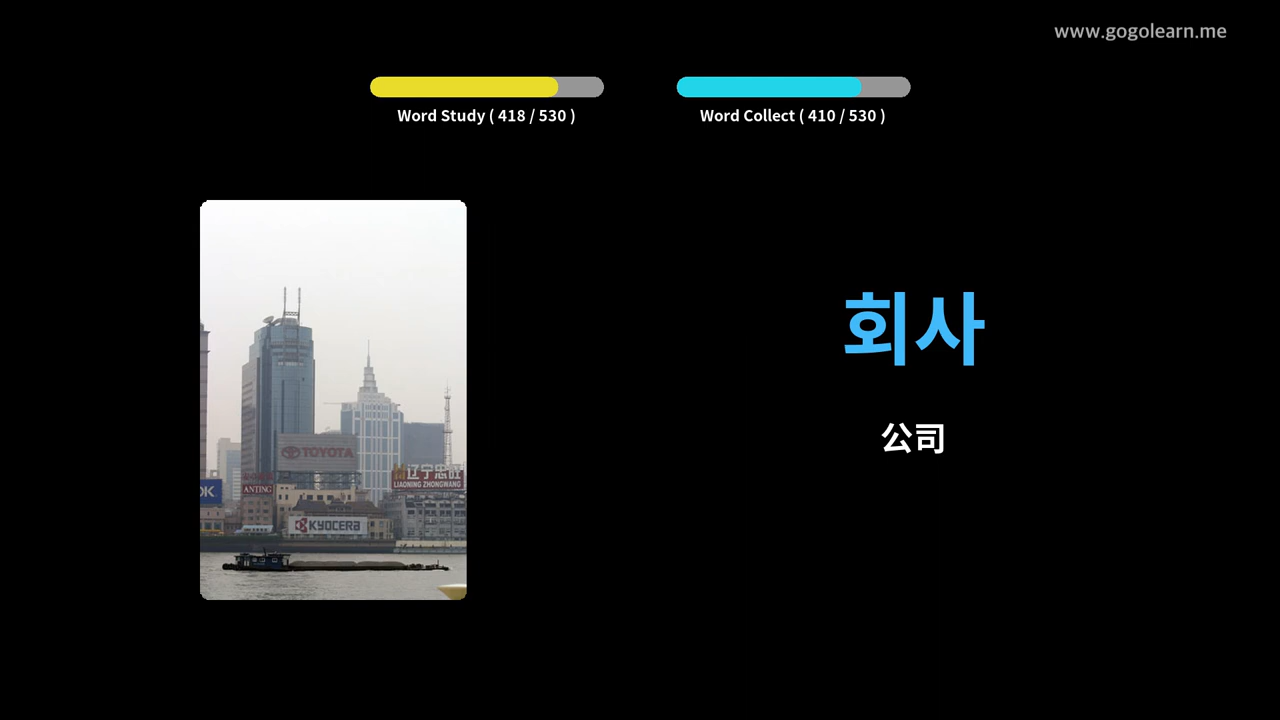 www.gogolearn.me
Word Study ( 418 / 530 )
Word Collect ( 410 / 530 )
회사
公司
TOYOTA
辽宁忠旺
LIAONING ZHONGWANG
OK
ANTING
KYOCERA